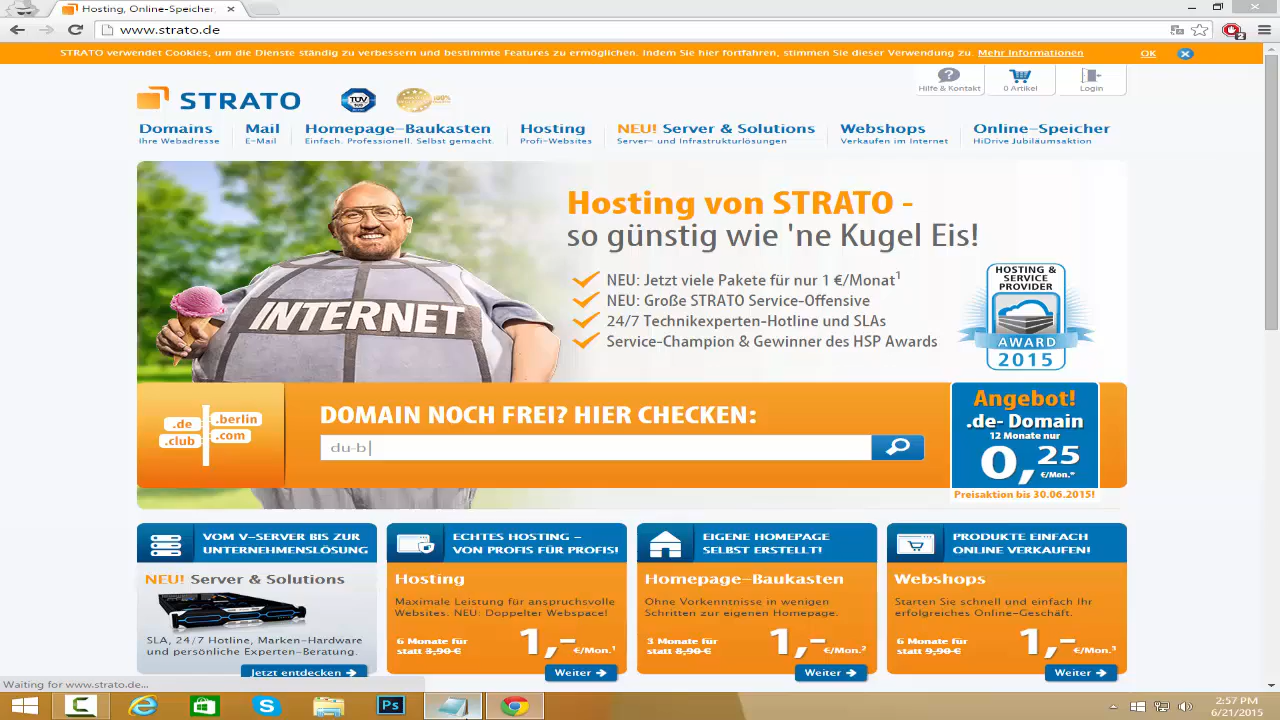 Hosting, Online-Speicher,
www.strato.de
2
STRATO verwendet Cookies, um die Dienste ständig zu verbessern und bestimmte Features zu ermöglichen. Indem Sie hier fortfahren, stimmen Sie dieser Verwendung zu. Mehr Informationen OK
STRATO
TÜV
SÜD
100%
Hilfe & Kontakt
0 Artikel
Login
Domains Mail Homepage-Baukasten Hosting NEU! Server & Solutions Webshops Online-Speicher
Ihre Webadresse E-Mail Einfach. Professionell. Selbst gemacht. Profi-Websites Server- und Infrastrukturlösungen Verkaufen im Internet HiDrive Jubiläumsaktion
Hosting von STRATO -
so günstig wie 'ne Kugel Eis!
NEU: Jetzt viele Pakete für nur 1 €/Monat1
NEU: Große STRATO Service-Offensive
24/7 Technikexperten-Hotline und SLAs
Service-Champion & Gewinner des HSP Awards
INTERNET
HOSTING &
SERVICE
PROVIDER
AWARD
2015
.de
.berlin
.club
.com
DOMAIN NOCH FREI? HIER CHECKEN:
du-b
Angebot!
.de- Domain
12 Monate nur
0,25
€/Mon.*
Preisaktion bis 30.06.2015!
VOM V-SERVER BIS ZUR
UNTERNEHMENSLÖSUNG
NEU! Server & Solutions
SLA, 24/7 Hotline, Marken-Hardware
und persönliche Experten-Beratung.
Jetzt entdecken
ECHTES HOSTING -
VON PROFIS FÜR PROFIS!
Hosting
Maximale Leistung für anspruchsvolle
Websites. NEU: Doppelter Webspace!
6 Monate für
statt 8,90 €
1,- €/Mon.1
Weiter
EIGENE HOMEPAGE
SELBST ERSTELLT!
Homepage-Baukasten
Ohne Vorkenntnisse in wenigen
Schritten zur eigenen Homepage.
3 Monate für
statt 8,90 €
1,- €/Mon.2
Weiter
PRODUKTE EINFACH
ONLINE VERKAUFEN!
Webshops
Starten Sie schnell und einfach Ihr
erfolgreiches Online-Geschäft.
6 Monate für
statt 9,90 €
1,- €/Mon.3
Weiter
Waiting for www.strato.de...
Ps
2:57 PM
6/21/2015